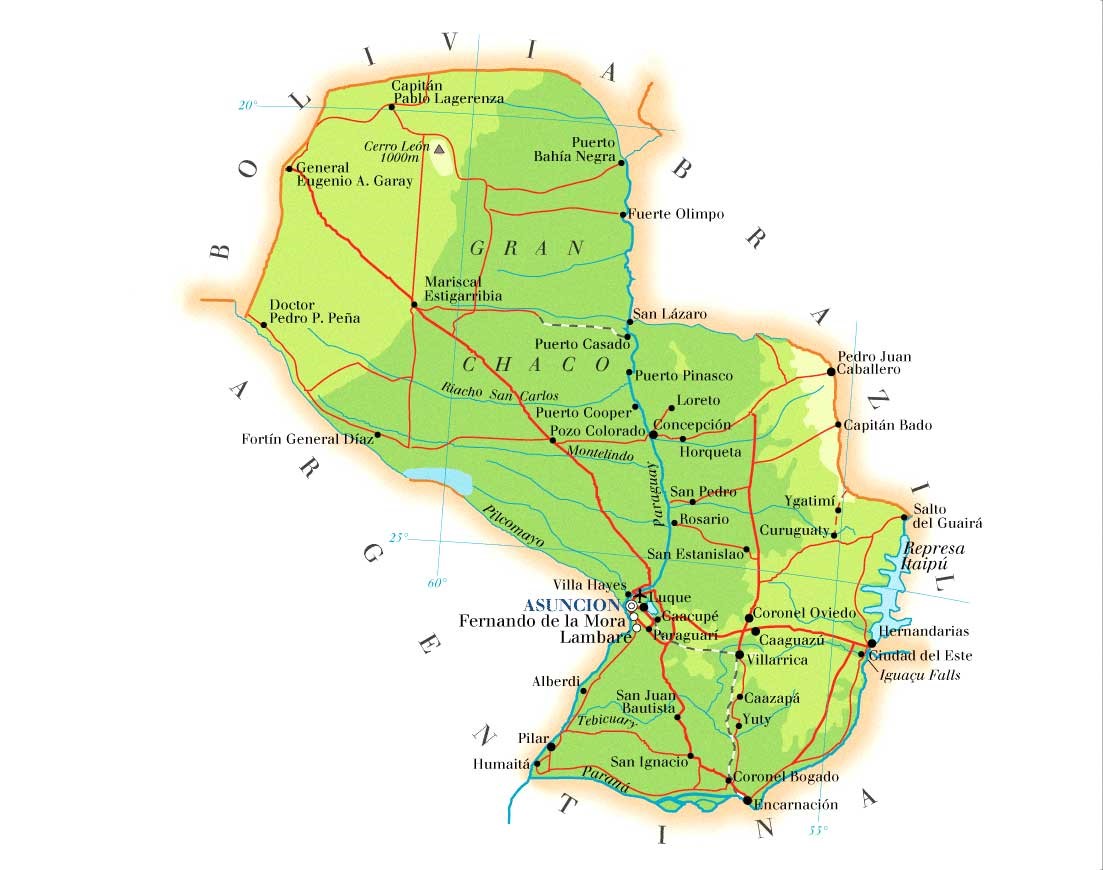 BOLIVIA
BRAZIL
ARGENTINA
20°
Capitán
Pablo Lagerenza
Cerro León
1000m
General
Eugenio A. Garay
Puerto
Bahía Negra
Fuerte Olimpo
GRAN
Mariscal
Estigarribia
Doctor
Pedro P. Peña
San Lázaro
Puerto Casado
CHACO
Puerto Pinasco
Pedro Juan
Caballero
Riacho San Carlos
Loreto
Puerto Cooper
Concepción
Capitán Bado
Pozo Colorado
Fortín General Díaz
Horqueta
Montelindo
Paraguay
San Pedro
Ygatimí
Salto
del Guairá
Rosario
Curuguaty
Pilcomayo
25°
San Estanislao
Represa
Itaipú
60°
Villa Hayes
Luque
ASUNCION
Caacupé
Coronel Oviedo
Fernando de la Mora
Lambaré
Paraguarí
Caaguazú
Hernandarias
Villarrica
Ciudad del Este
Iguaçu Falls
Alberdi
San Juan
Bautista
Caazapá
Tebicuary
Yuty
Pilar
Humaitá
San Ignacio
Paraná
Coronel Bogado
Encarnación
55°